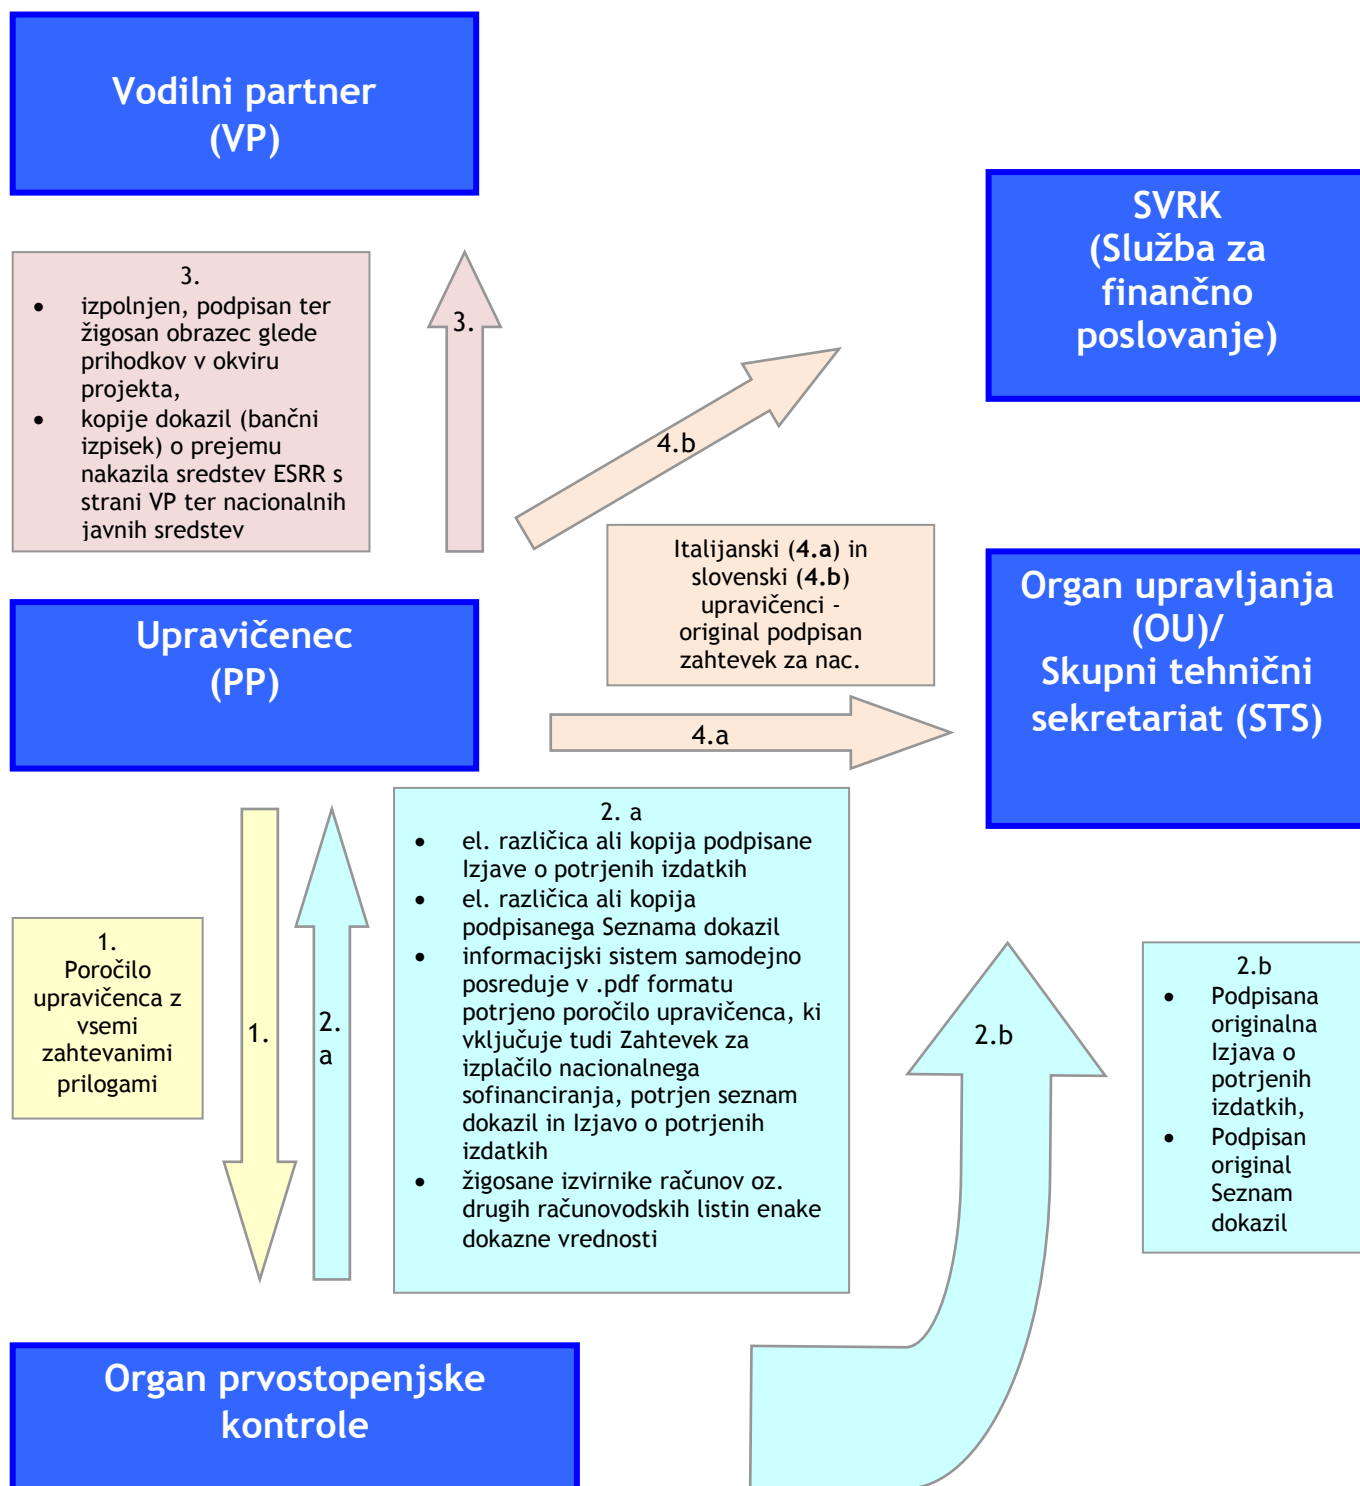 Vodilni partner
(VP)
SVRK
(Služba za
finančno
poslovanje)
3.
• izpolnjen, podpisan ter
žigosan obrazec glede
prihodkov v okviru
projekta,
• kopije dokazil (bančni
izpisek) o prejemu
nakazila sredstev ESRR s
strani VP ter nacionalnih
javnih sredstev
3.
4.b
Italijanski (4.a) in
slovenski (4.b)
upravičenci -
original podpisan
zahtevek za nac.
Upravičenec
(PP)
Organ upravljanja
(OU)/
Skupni tehnični
sekretariat (STS)
4.a
1.
Poročilo
upravičenca z
vsemi
zahtevanimi
prilogami
1.
2.
a
2. a
• el. različica ali kopija podpisane
Izjave o potrjenih izdatkih
• el. različica ali kopija
podpisanega Seznama dokazil
• informacijski sistem samodejno
posreduje v .pdf formatu
potrjeno poročilo upravičenca, ki
vključuje tudi Zahtevek za
izplačilo nacionalnega
sofinanciranja, potrjen seznam
dokazil in Izjavo o potrjenih
izdatkih
• žigosane izvirnike računov oz.
drugih računovodskih listin enake
dokazne vrednosti
2.b
2.b
• Podpisana
originalna
Izjava o
potrjenih
izdatkih,
• Podpisan
original
Seznam
dokazil
Organ prvostopenjske
kontrole